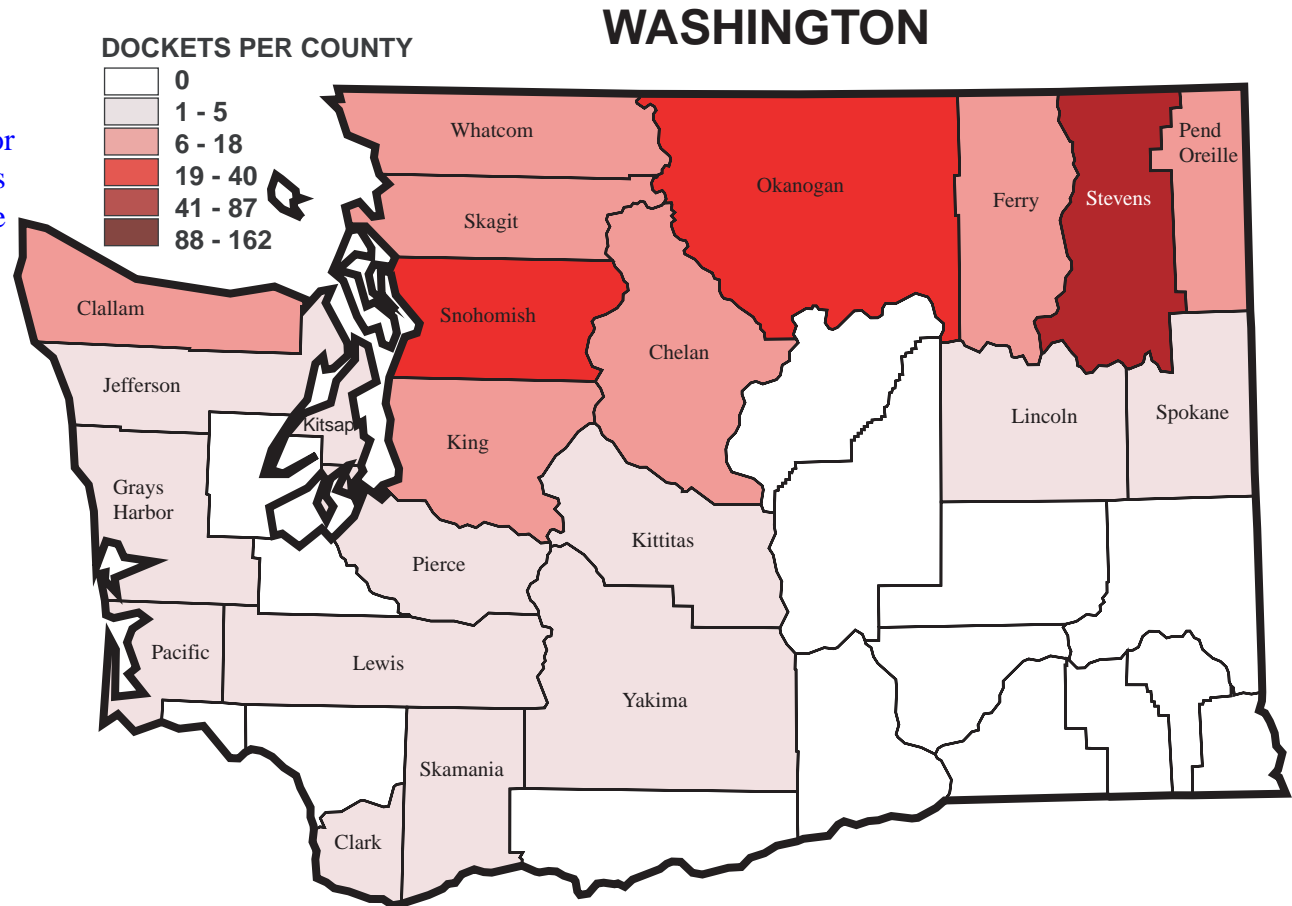 WASHINGTON
DOCKETS PER COUNTY
0
1 - 5
6 - 18
19 - 40
41 - 87
88 - 162
or
s
e
Whatcom
Pend
Oreille
Okanogan
Ferry
Stevens
Skagit
Clallam
Snohomish
Chelan
Jefferson
Kitsap
King
Lincoln
Spokane
Grays
Harbor
Kittitas
Pierce
Pacific
Lewis
Yakima
Skamania
Clark